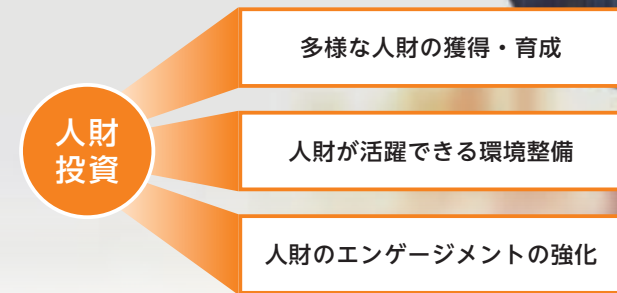 人財
投資
多様な人財の獲得・育成
人財が活躍できる環境整備
人財のエンゲージメントの強化